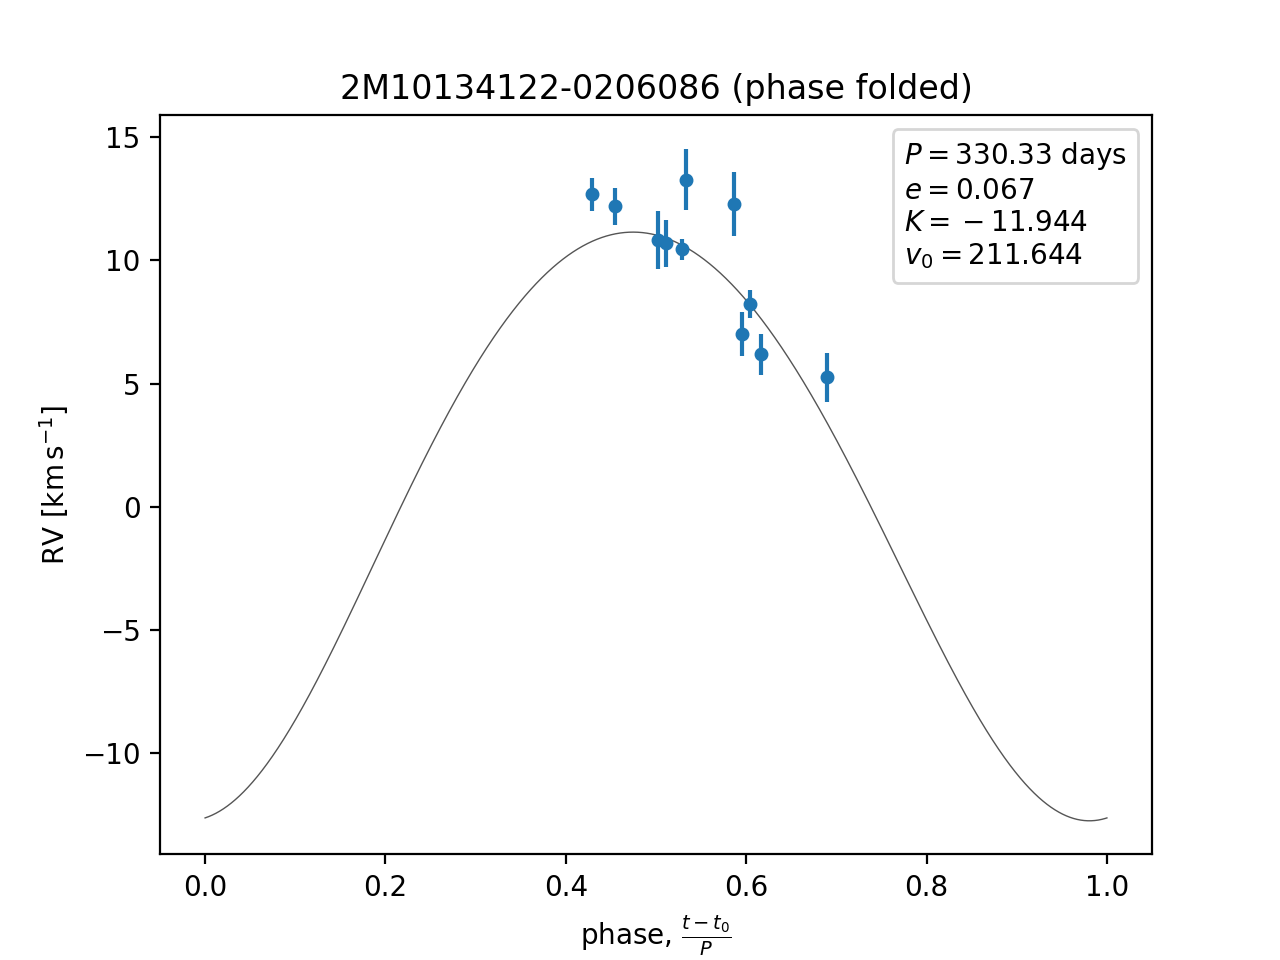 2M10134122-0206086 (phase folded)
P = 330.33 days
e = 0.067
K = −11.944
v₀ = 211.644
15
10
5
0
−5
−10
RV [km s⁻¹]
0.0 0.2 0.4 0.6 0.8 1.0
phase, (t − t₀)/P